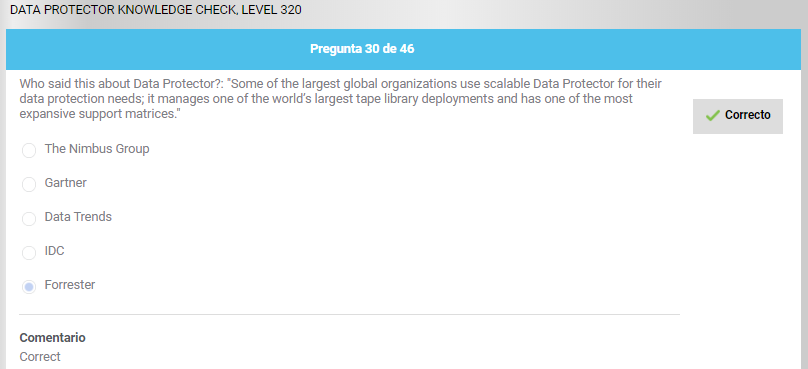 DATA PROTECTOR KNOWLEDGE CHECK, LEVEL 320
Pregunta 30 de 46
Who said this about Data Protector?: "Some of the largest global organizations use scalable Data Protector for their
data protection needs; it manages one of the world's largest tape library deployments and has one of the most
expansive support matrices."
Correcto
The Nimbus Group
Gartner
Data Trends
IDC
Forrester
Comentario
Correct